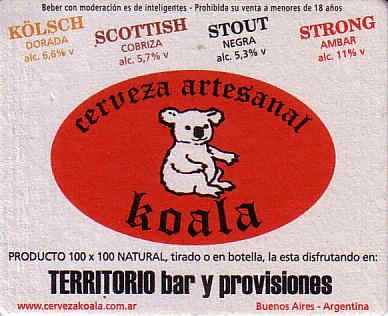 Beber con moderación es de inteligentes - Prohibida su venta a menores de 18 años
KÖLSCH
DORADA
alc. 6,6% v
SCOTTISH
COBRIZA
alc. 5,7% v
STOUT
NEGRA
alc. 5,3% v
STRONG
AMBAR
alc. 11% v
cerveza artesanal
koala
PRODUCTO 100 x 100 NATURAL, tirado o en botella, la esta disfrutando en:
TERRITORIO bar y provisiones
www.cervezakoala.com.ar
Buenos Aires - Argentina